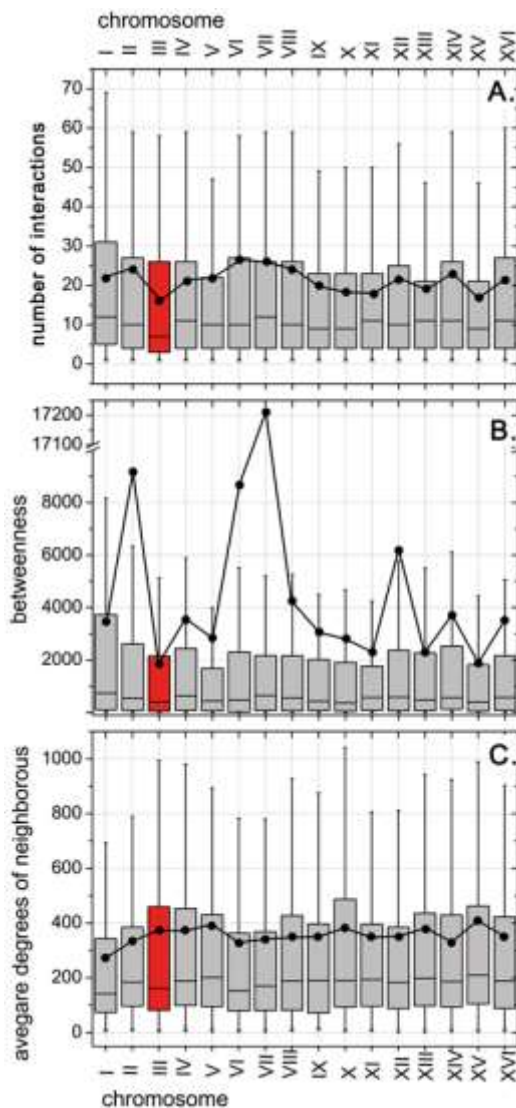 chromosome
I II III IV V VI VII VIII IX X XI XII XIII XIV XV XVI
A.
number of interactions
70
60
50
40
30
20
10
0
B.
betweenness
17200
17100
8000
6000
4000
2000
C.
avegare degrees of neighborous
1000
800
600
400
200
0
I II III IV V VI VII VIII IX X XI XII XIII XIV XV XVI
chromosome